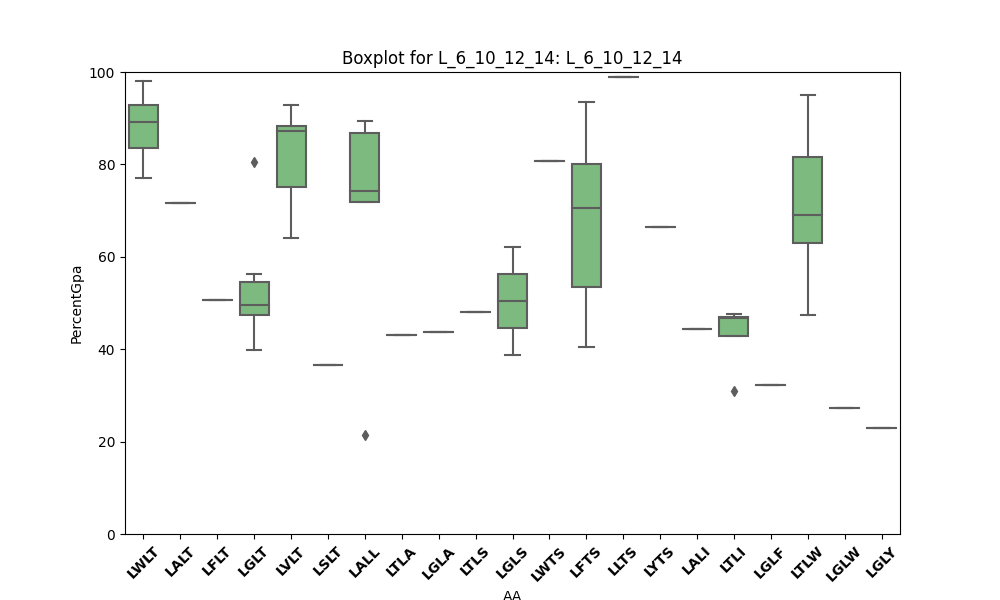 Boxplot for L_6_10_12_14: L_6_10_12_14
PercentGpa
100
80
60
40
20
0
LWLT LALT LFLT LGLT LVLT LSLT LALL LTLA LGLA LTLS LGLS LWTS LFTS LLTS LYTS LALI LTLI LGLF LTLW LGLW LGLY
AA